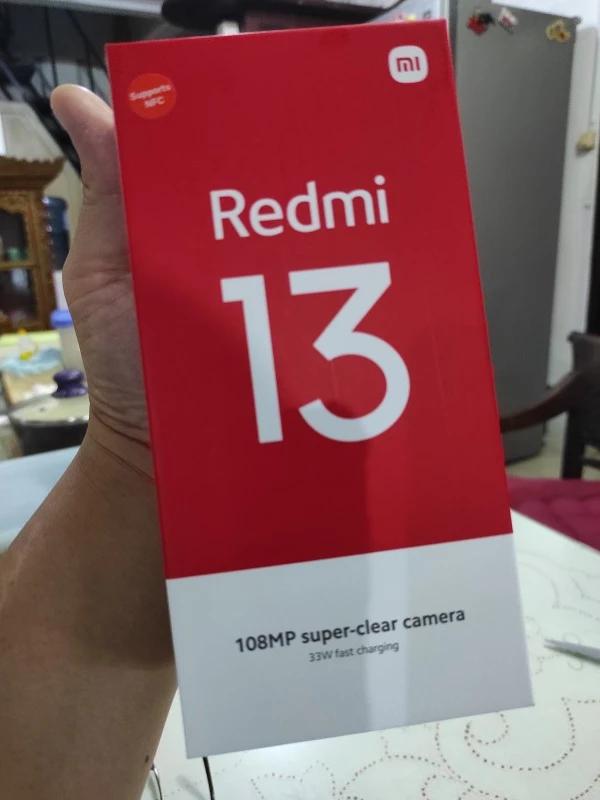 Supports
NFC
mi
Redmi
13
108MP super-clear camera
33W fast charging